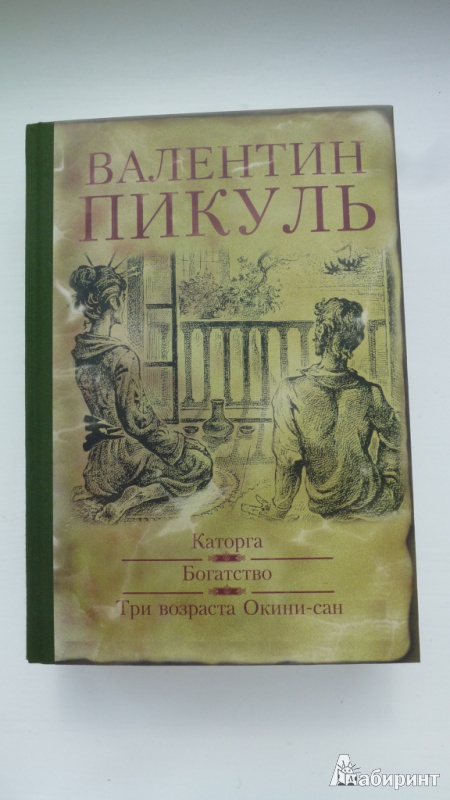 ВАЛЕНТИН
ПИКУЛЬ
Каторга
Богатство
Три возраста Окини-сан
Лабиринт